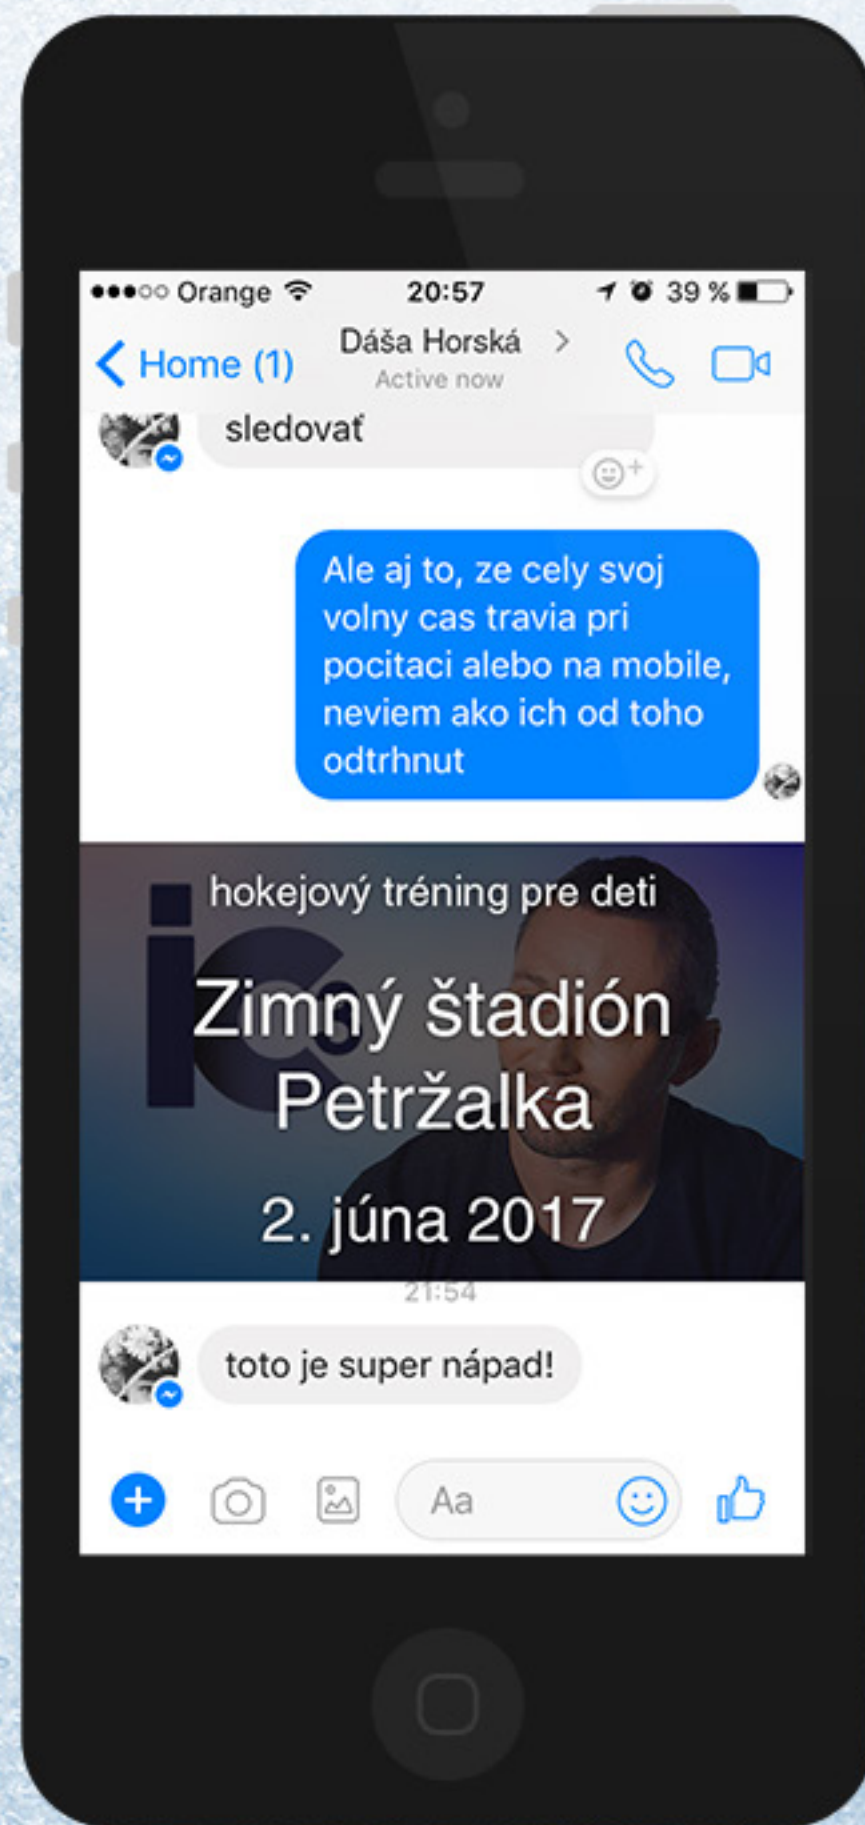 Orange 20:57 39 %
Home (1) Dáša Horská
Active now
sledovať
Ale aj to, ze cely svoj
volny cas travia pri
pocitaci alebo na mobile,
neviem ako ich od toho
odtrhnut
hokejový tréning pre deti
ic3
Zimný štadión
Petržalka
2. júna 2017
21:54
toto je super nápad!
Aa